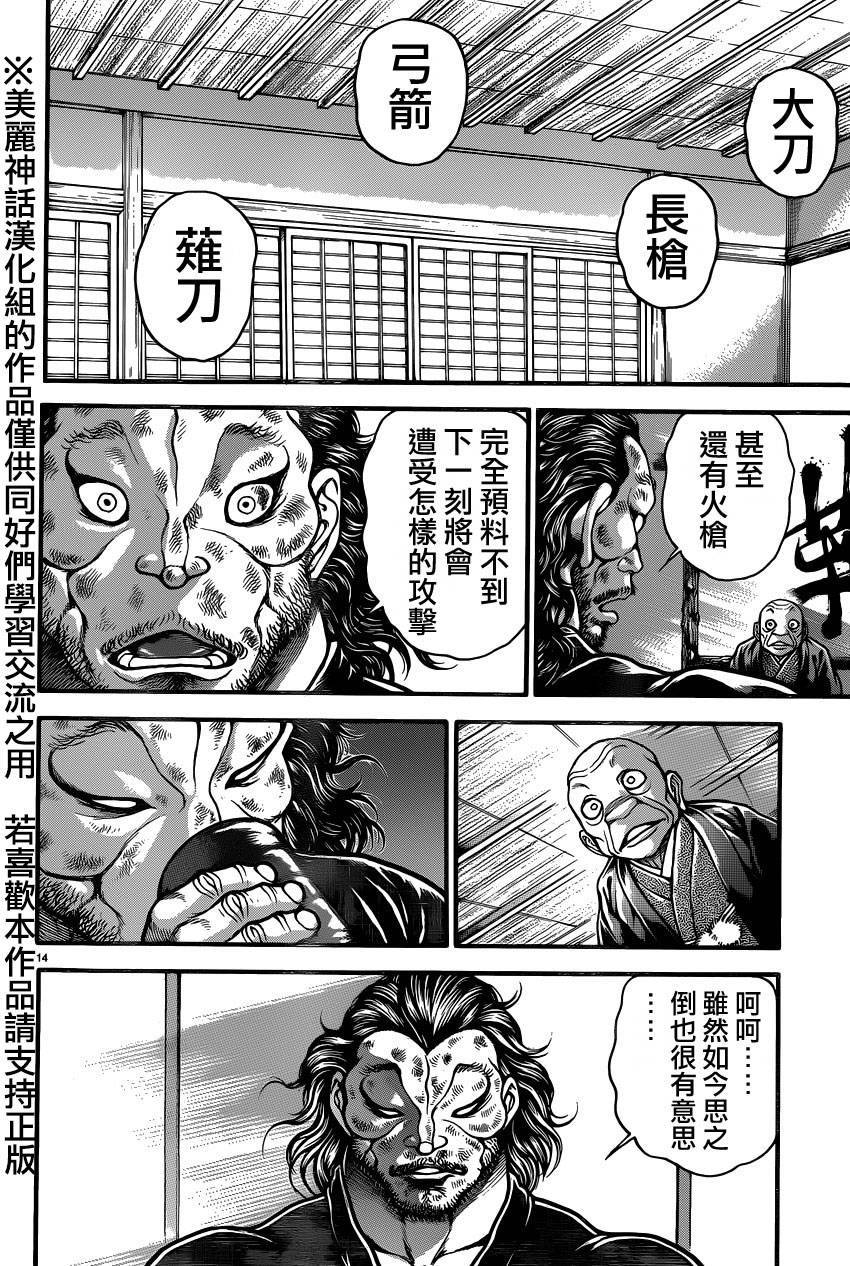 大刀
長槍
弓箭
薙刀
甚至
還有火槍
完全預料不到
下一刻將會
遭受怎樣的攻擊
呵呵……
雖然如今思之
倒也很有意思
……
14
※美麗神話漢化組的作品僅供同好們學習交流之用 若喜歡本作品請支持正版